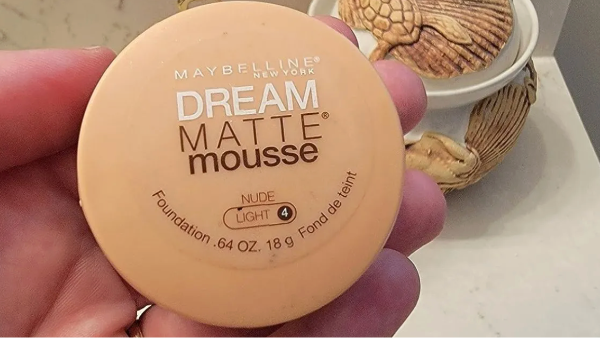 MAYBELLINE®
NEW YORK
DREAM
MATTE®
mousse
NUDE
LIGHT 4
Foundation .64 OZ. 18 g Fond de teint